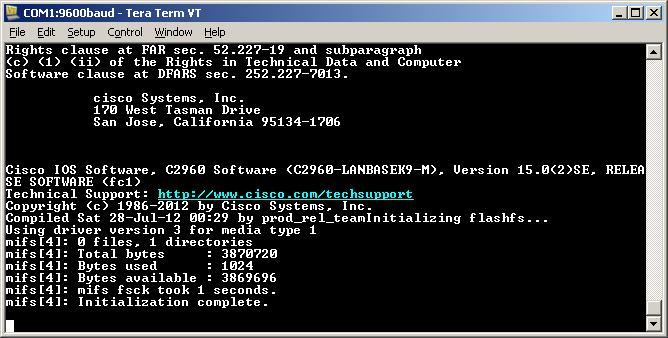 COM1:9600baud - Tera Term VT
File Edit Setup Control Window Help
Rights clause at FAR sec. 52.227-19 and subparagraph
(c) (1) (ii) of the Rights in Technical Data and Computer
Software clause at DFARS sec. 252.227-7013.
cisco Systems, Inc.
170 West Tasman Drive
San Jose, California 95134-1706
Cisco IOS Software, C2960 Software (C2960-LANBASEK9-M), Version 15.0(2)SE, RELEA
SE SOFTWARE (fc1)
Technical Support: http://www.cisco.com/techsupport
Copyright (c) 1986-2012 by Cisco Systems, Inc.
Compiled Sat 28-Jul-12 00:29 by prod_rel_teamInitializing flashfs...
Using driver version 3 for media type 1
mifs[4]: 0 files, 1 directories
mifs[4]: Total bytes     : 3870720
mifs[4]: Bytes used      : 1024
mifs[4]: Bytes available : 3869696
mifs[4]: mifs fsck took 1 seconds.
mifs[4]: Initialization complete.